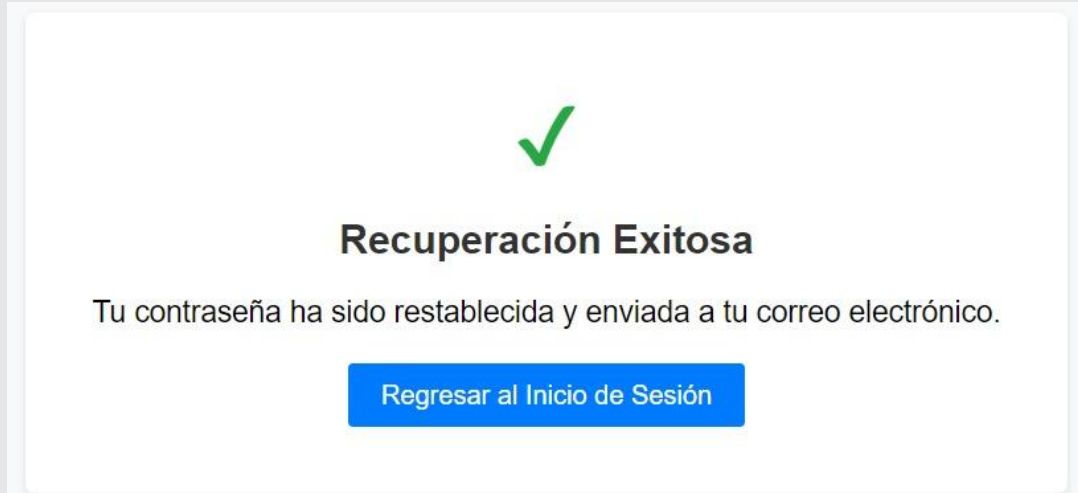 Recuperación Exitosa
Tu contraseña ha sido restablecida y enviada a tu correo electrónico.
Regresar al Inicio de Sesión